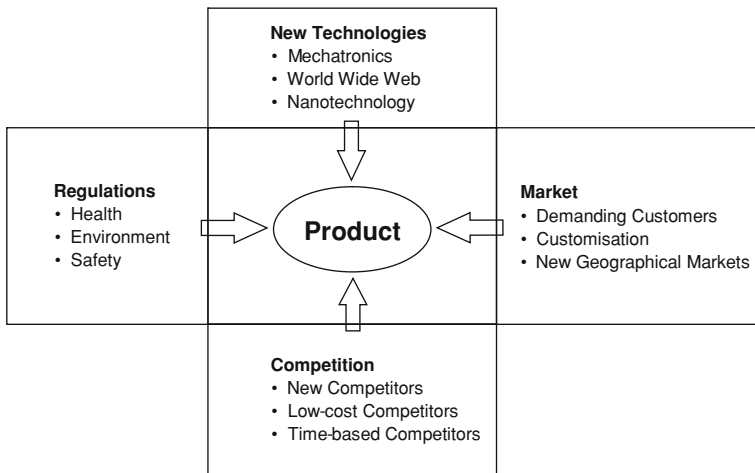 New Technologies
• Mechatronics
• World Wide Web
• Nanotechnology
Regulations
• Health
• Environment
• Safety
Product
Market
• Demanding Customers
• Customisation
• New Geographical Markets
Competition
• New Competitors
• Low-cost Competitors
• Time-based Competitors